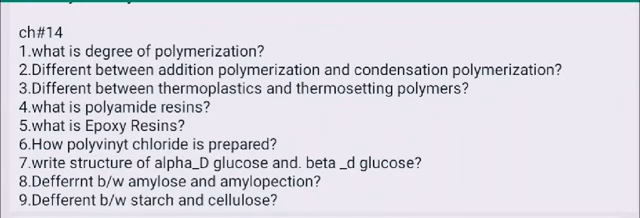 ch#14
1.what is degree of polymerization?
2.Different between addition polymerization and condensation polymerization?
3.Different between thermoplastics and thermosetting polymers?
4.what is polyamide resins?
5.what is Epoxy Resins?
6.How polyvinyt chloride is prepared?
7.write structure of alpha_D glucose and. beta _d glucose?
8.Defferrnt b/w amylose and amylopection?
9.Defferent b/w starch and cellulose?